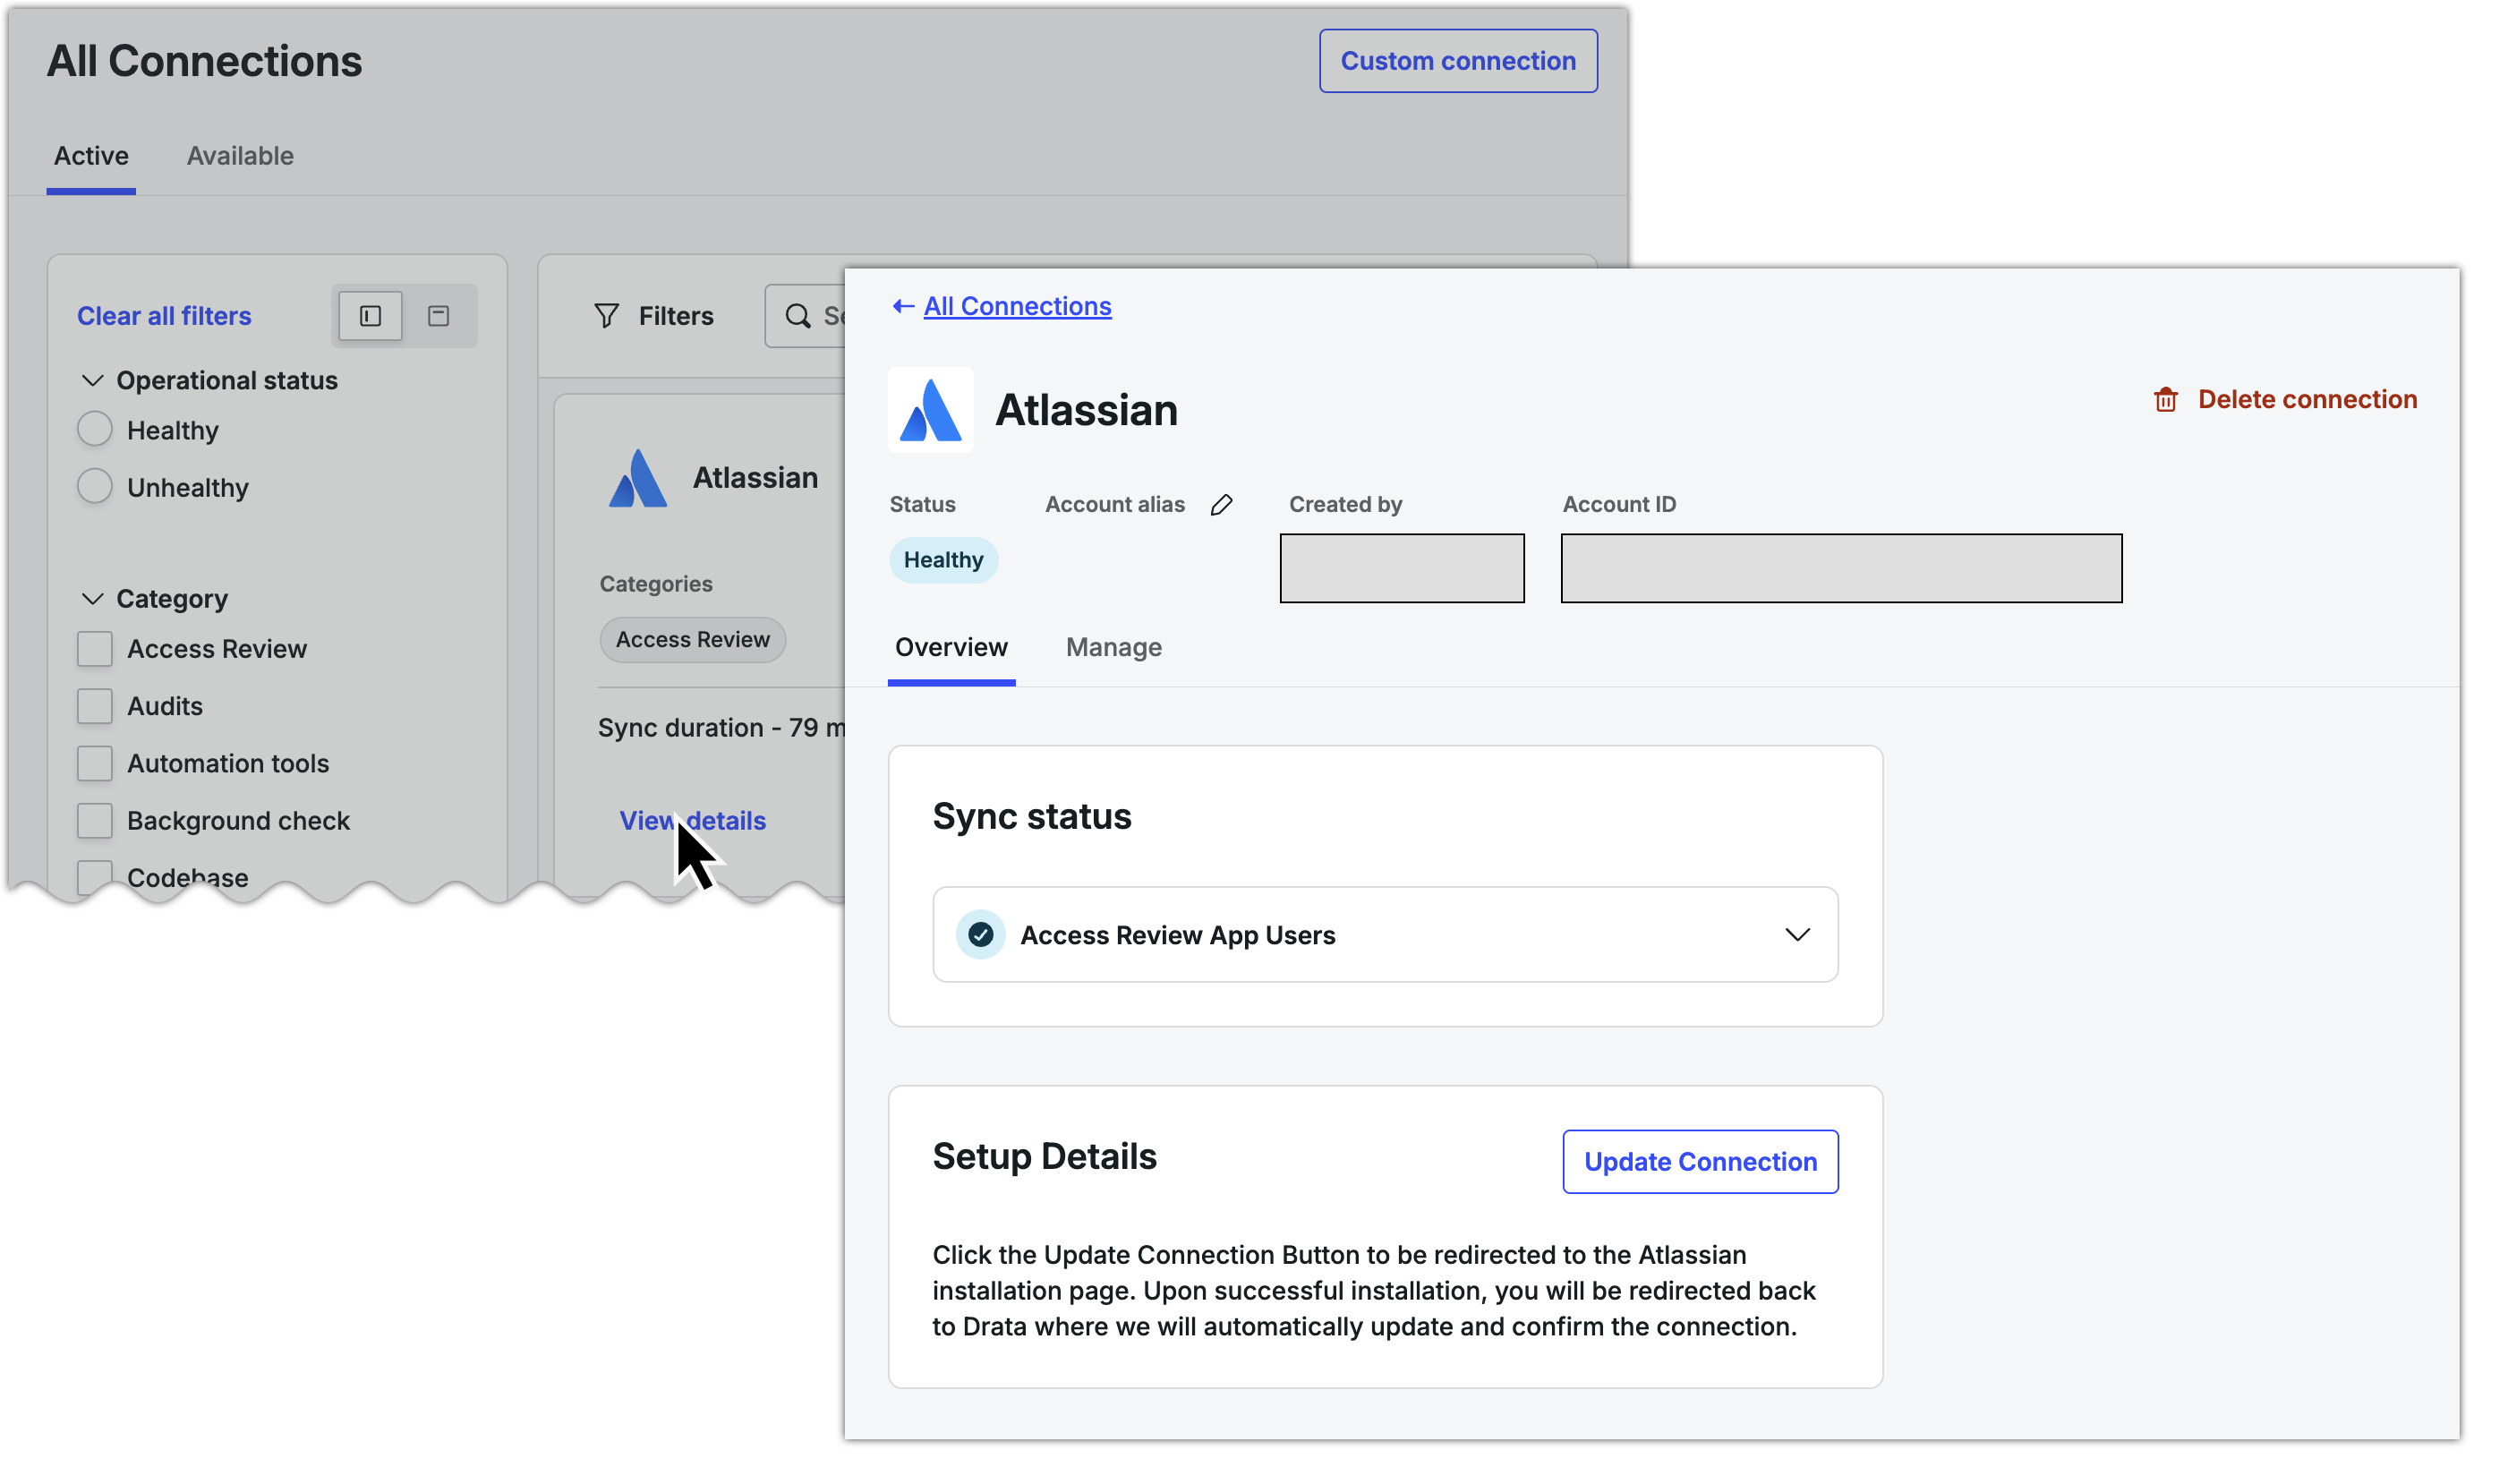 All Connections
Custom connection
Active
Available
Clear all filters
Operational status
Healthy
Unhealthy
Category
Access Review
Audits
Automation tools
Background check
Codebase
Filters
Atlassian
Categories
Access Review
Sync duration - 79 m
View details
← All Connections
Atlassian
Delete connection
Status
Account alias
Created by
Account ID
Healthy
Overview
Manage
Sync status
Access Review App Users
Setup Details
Update Connection
Click the Update Connection Button to be redirected to the Atlassian
installation page. Upon successful installation, you will be redirected back
to Drata where we will automatically update and confirm the connection.